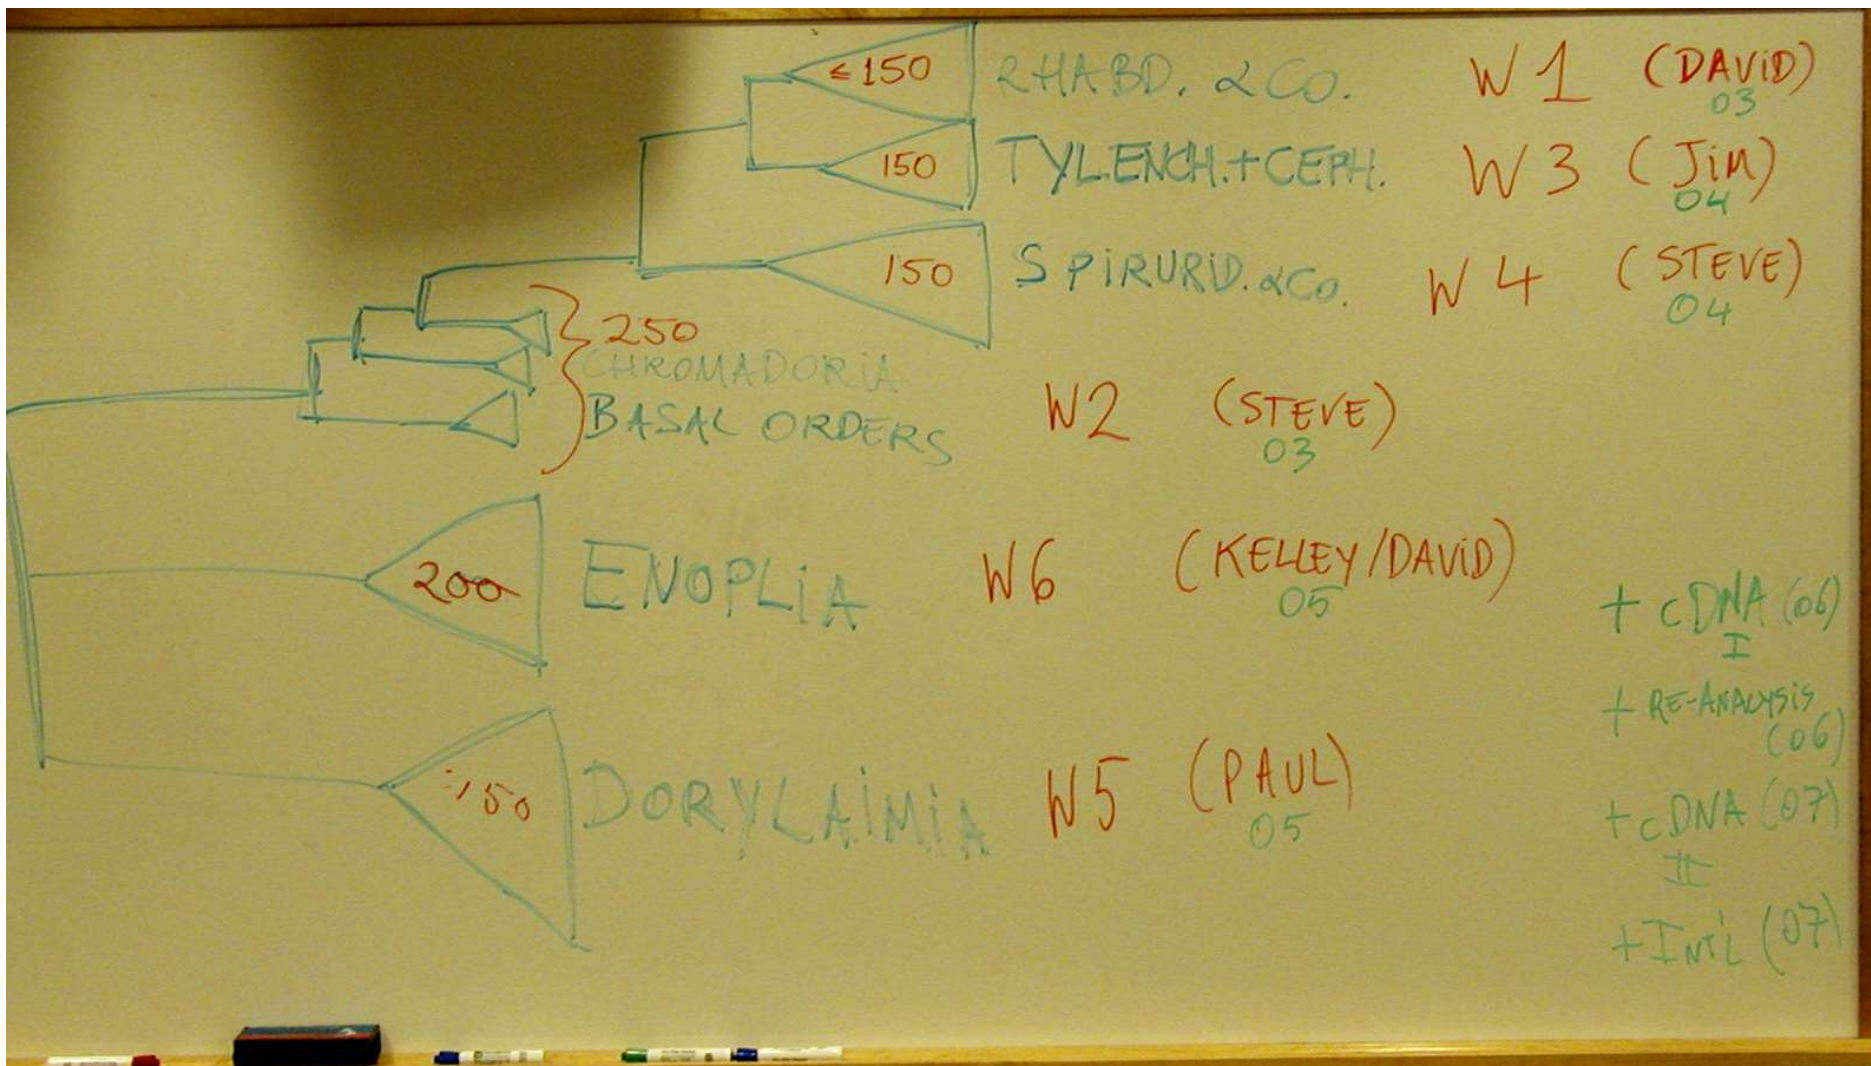 ≤150 RHABD. & Co. W1 (DAViD)
03
150 TYLENCH.+CEPH. W3 (JiM)
04
150 SPiRURiD. & Co. W4 (STEVE)
04
250
CHROMADORiA
BASAL ORDERS W2 (STEVE)
03
200 ENOPLiA W6 (KELLEY/DAViD)
05
+ cDNA (06)
I
+ RE-ANALYSiS
(06)
150 DORYLAiMiA W5 (PAUL)
05
+ cDNA (07)
II
+ INT'L (07)